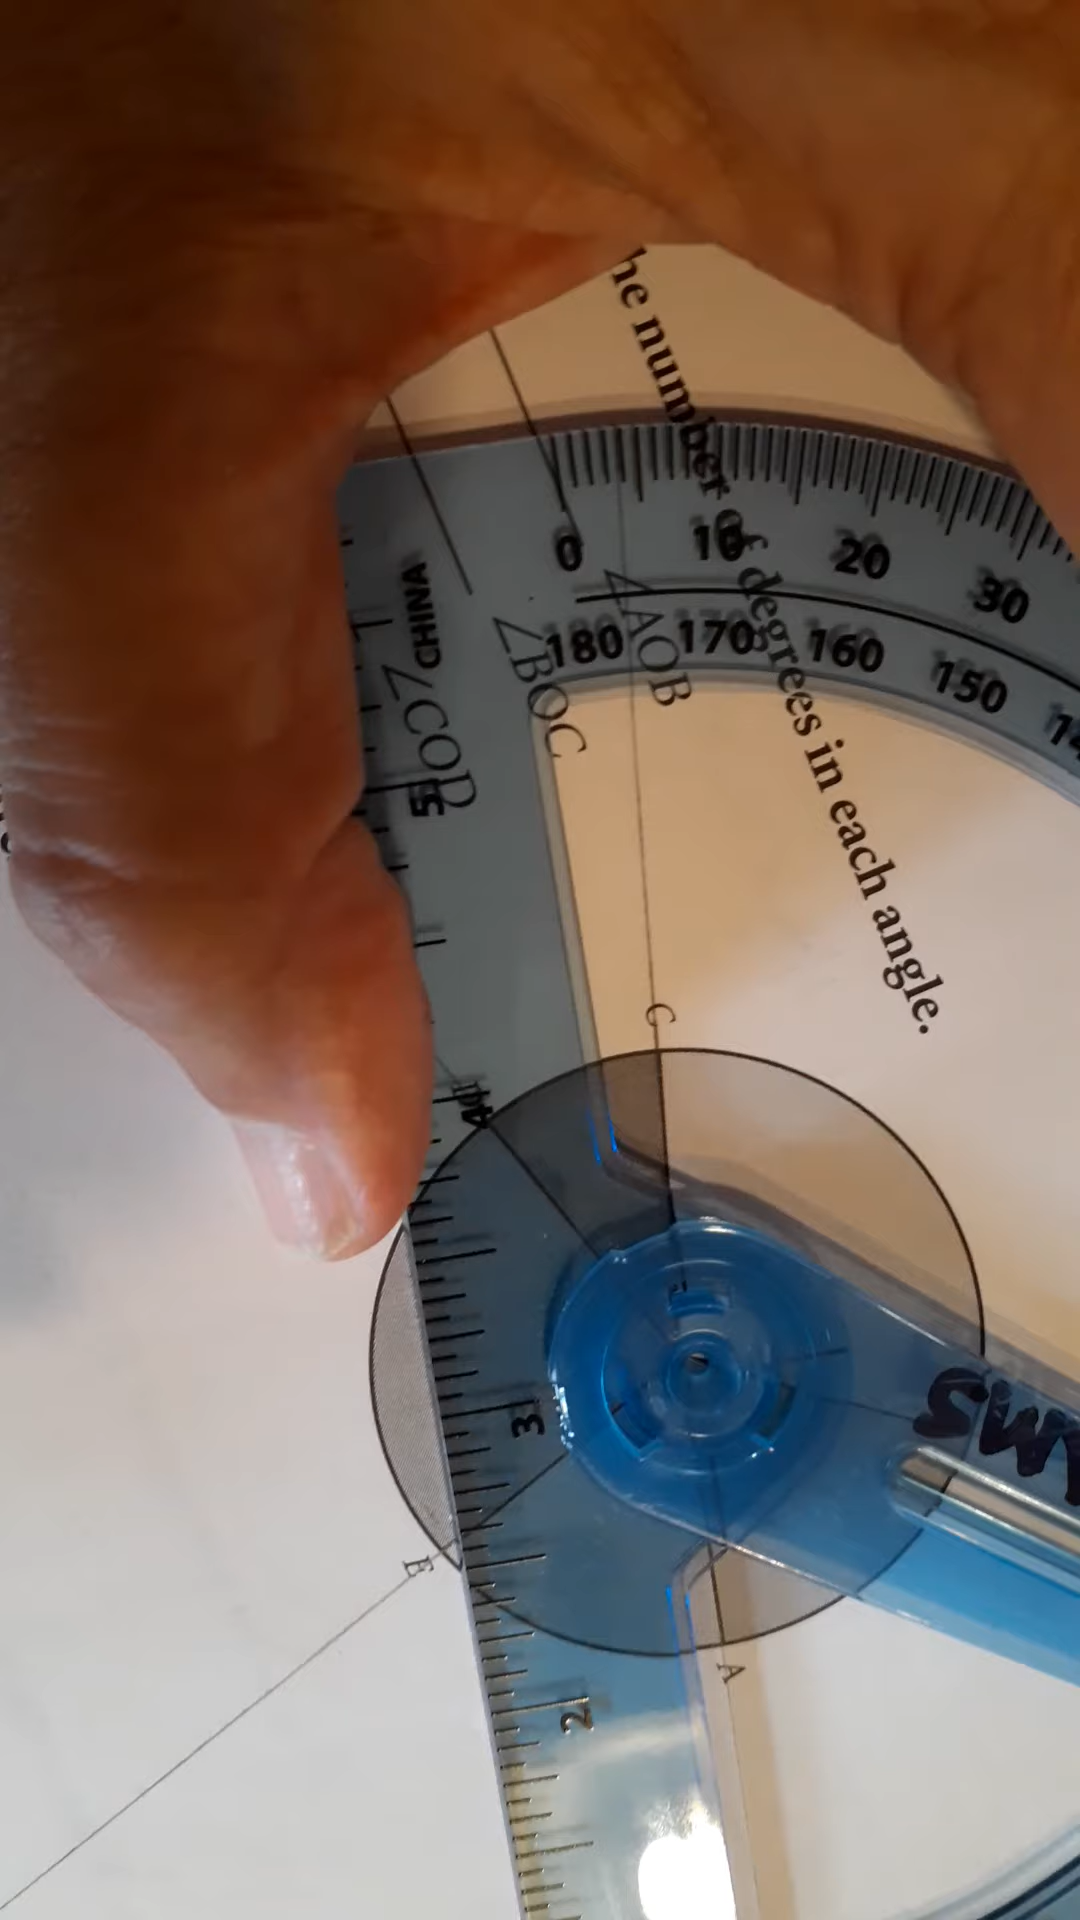 he number of degrees in each angle.
∠AOB
∠BOC
∠COD
0 10 20 30
180 170 160 150
CHINA
5
4
3
2
C
E
A